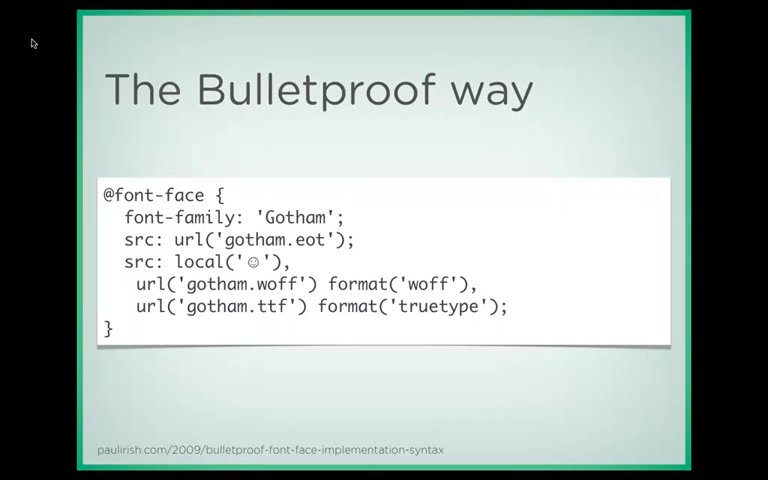 The Bulletproof way
@font-face {
font-family: 'Gotham';
src: url('gotham.eot');
src: local('☺'),
url('gotham.woff') format('woff'),
url('gotham.ttf') format('truetype');
}
paulirish.com/2009/bulletproof-font-face-implementation-syntax